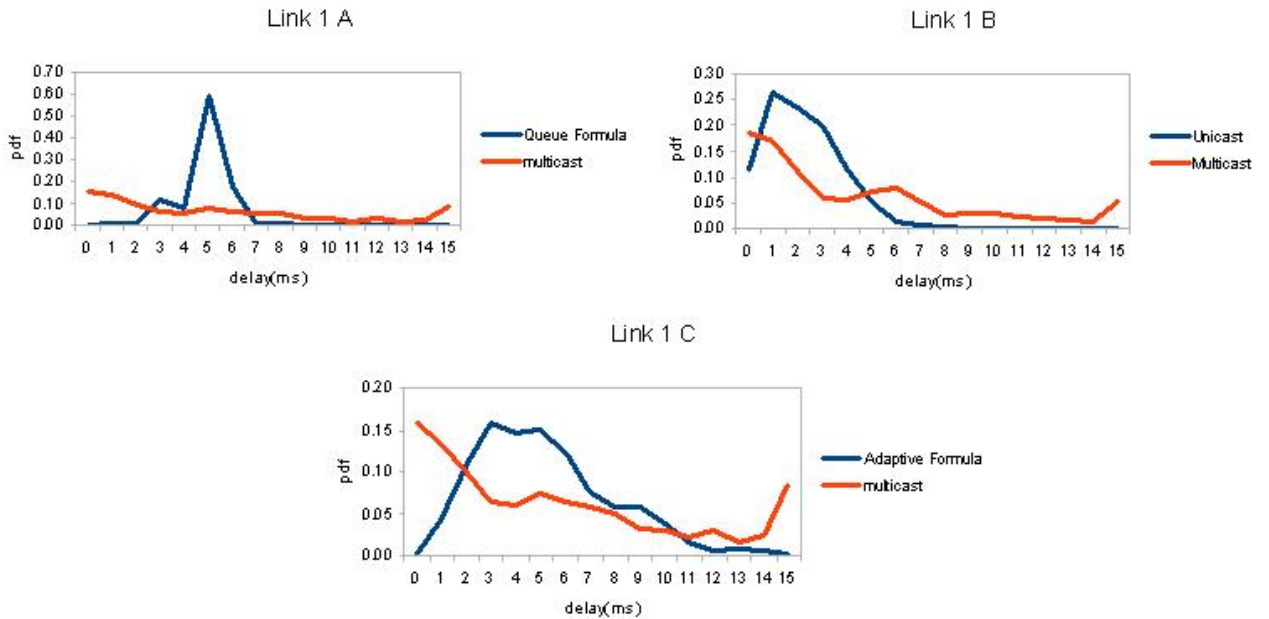 Link 1 A
0.70
0.60
0.50
0.40
0.30
0.20
0.10
0.00
pdf
0 1 2 3 4 5 6 7 8 9 10 11 12 13 14 15
delay(ms)
Queue Formula
multicast
Link 1 B
0.30
0.25
0.20
0.15
0.10
0.05
0.00
pdf
0 1 2 3 4 5 6 7 8 9 10 11 12 13 14 15
delay(ms)
Unicast
Multicast
Link 1 C
0.20
0.15
0.10
0.05
0.00
pdf
0 1 2 3 4 5 6 7 8 9 10 11 12 13 14 15
delay(ms)
Adaptive Formula
multicast